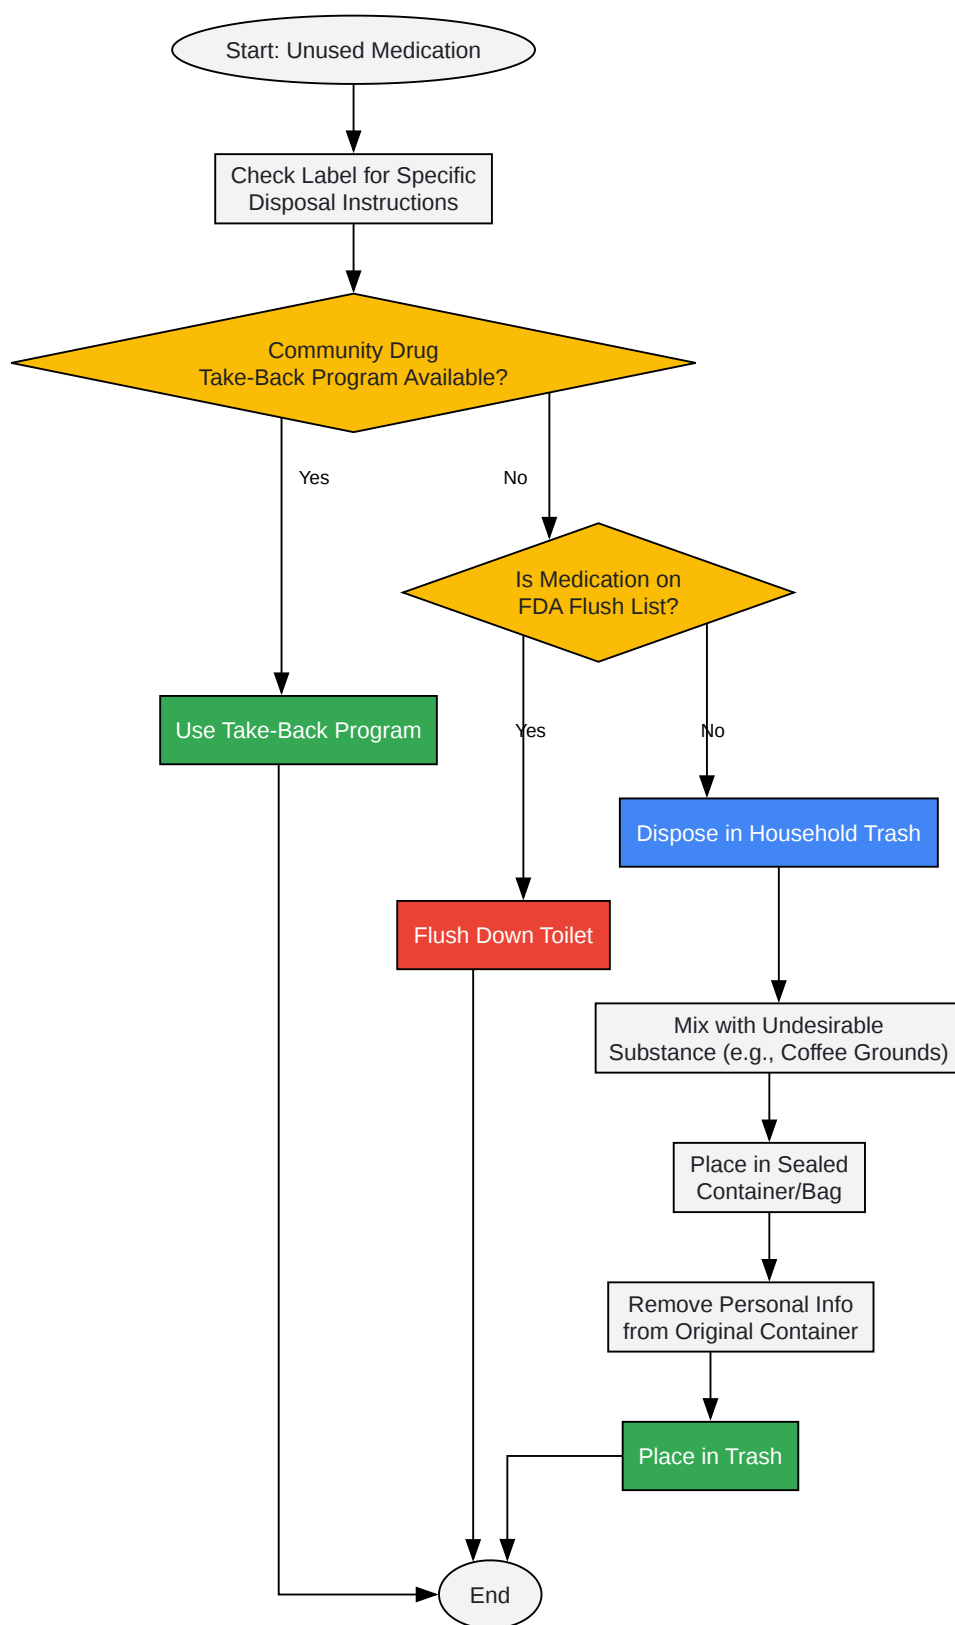 Start: Unused Medication
Check Label for Specific
Disposal Instructions
Community Drug
Take-Back Program Available?
Yes
No
Is Medication on
FDA Flush List?
Use Take-Back Program
Yes
No
Dispose in Household Trash
Flush Down Toilet
Mix with Undesirable
Substance (e.g., Coffee Grounds)
Place in Sealed
Container/Bag
Remove Personal Info
from Original Container
Place in Trash
End